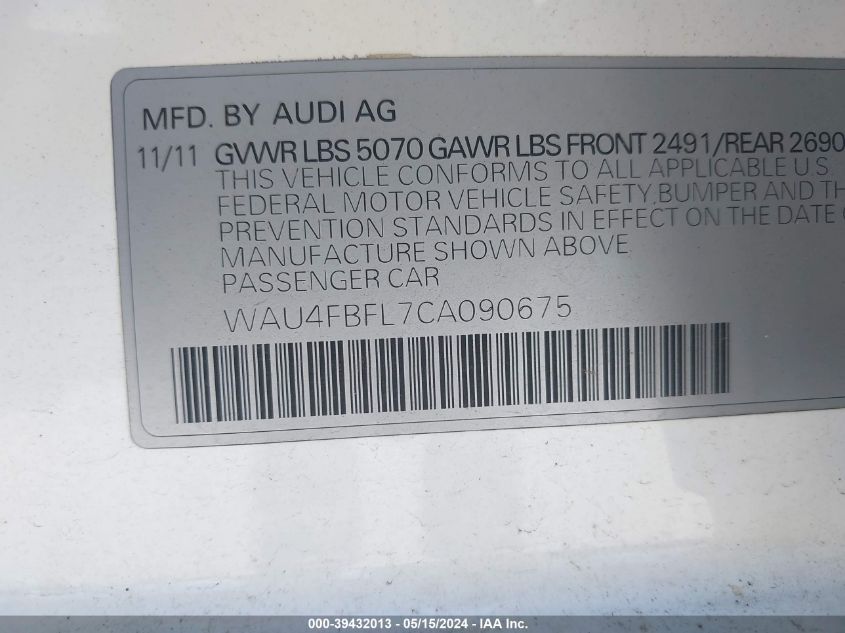 MFD. BY AUDI AG
11/11 GVWR LBS 5070 GAWR LBS FRONT 2491/REAR 2690
THIS VEHICLE CONFORMS TO ALL APPLICABLE U.S.
FEDERAL MOTOR VEHICLE SAFETY,BUMPER AND TH
PREVENTION STANDARDS IN EFFECT ON THE DATE O
MANUFACTURE SHOWN ABOVE
PASSENGER CAR
WAU4FBFL7CA090675
000-39432013 - 05/15/2024 - IAA Inc.